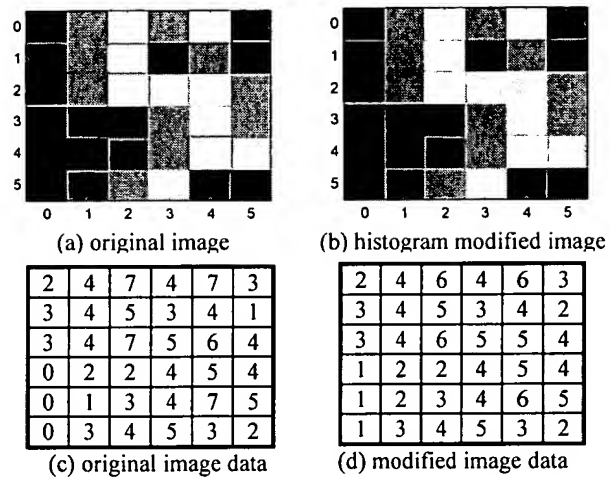 0
1
2
3
4
5
0 1 2 3 4 5
(a) original image
0
1
2
3
4
5
0 1 2 3 4 5
(b) histogram modified image
2 4 7 4 7 3
3 4 5 3 4 1
3 4 7 5 6 4
0 2 2 4 5 4
0 1 3 4 7 5
0 3 4 5 3 2
(c) original image data
2 4 6 4 6 3
3 4 5 3 4 2
3 4 6 5 5 4
1 2 2 4 5 4
1 2 3 4 6 5
1 3 4 5 3 2
(d) modified image data